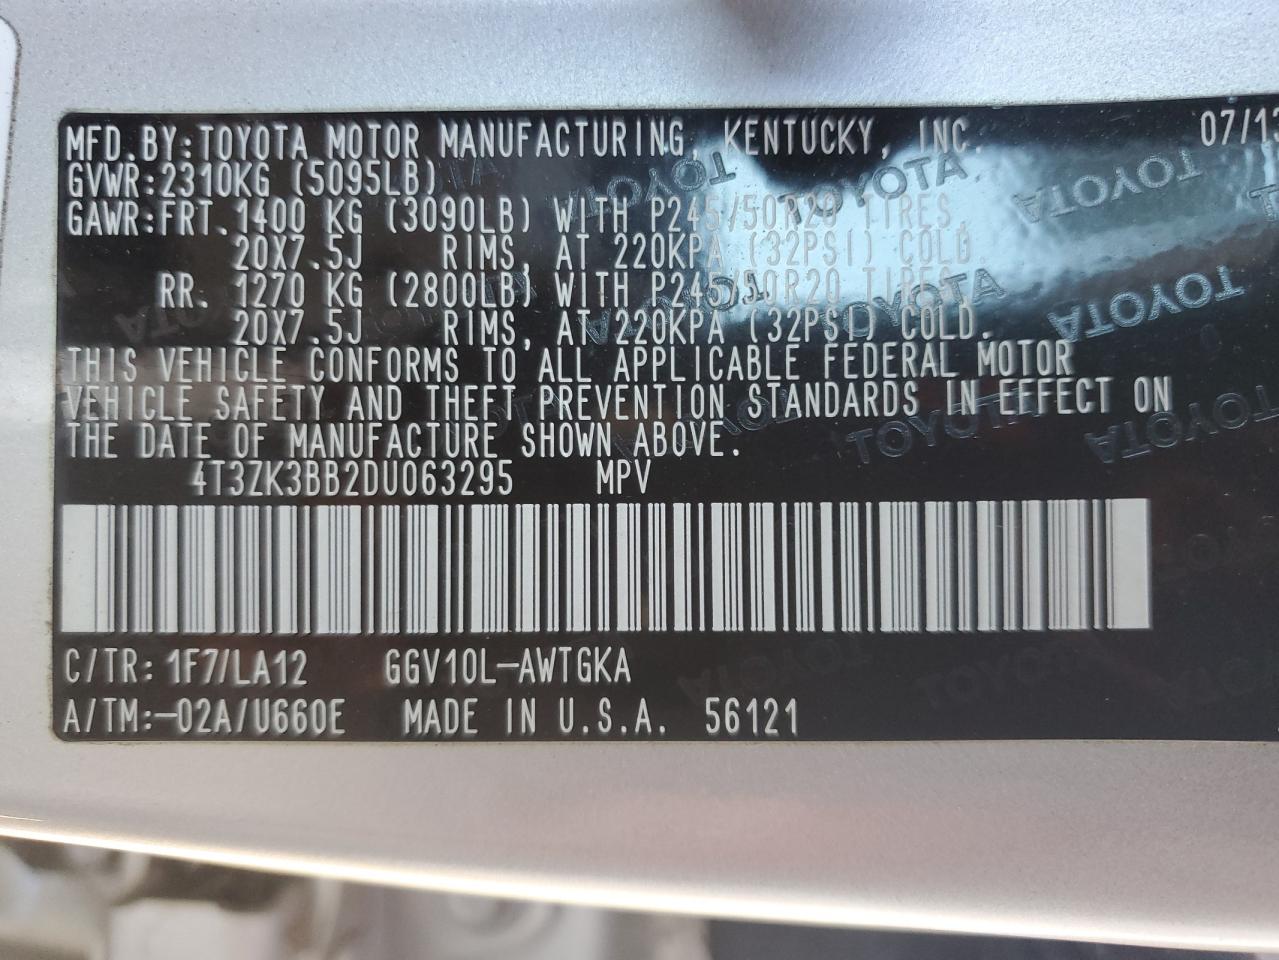 MFD.BY:TOYOTA MOTOR MANUFACTURING, KENTUCKY, INC. 07/13
GVWR:2310KG (5095LB)
GAWR:FRT. 1400 KG (3090LB) WITH P245/50R20 TIRES,
20X7.5J RIMS, AT 220KPA (32PSI) COLD.
RR. 1270 KG (2800LB) WITH P245/50R20 TIRES,
20X7.5J RIMS, AT 220KPA (32PSI) COLD.
THIS VEHICLE CONFORMS TO ALL APPLICABLE FEDERAL MOTOR
VEHICLE SAFETY AND THEFT PREVENTION STANDARDS IN EFFECT ON
THE DATE OF MANUFACTURE SHOWN ABOVE.
4T3ZK3BB2DU063295 MPV
C/TR: 1F7/LA12 GGV10L-AWTGKA
A/TM:-02A/U660E MADE IN U.S.A. 56121